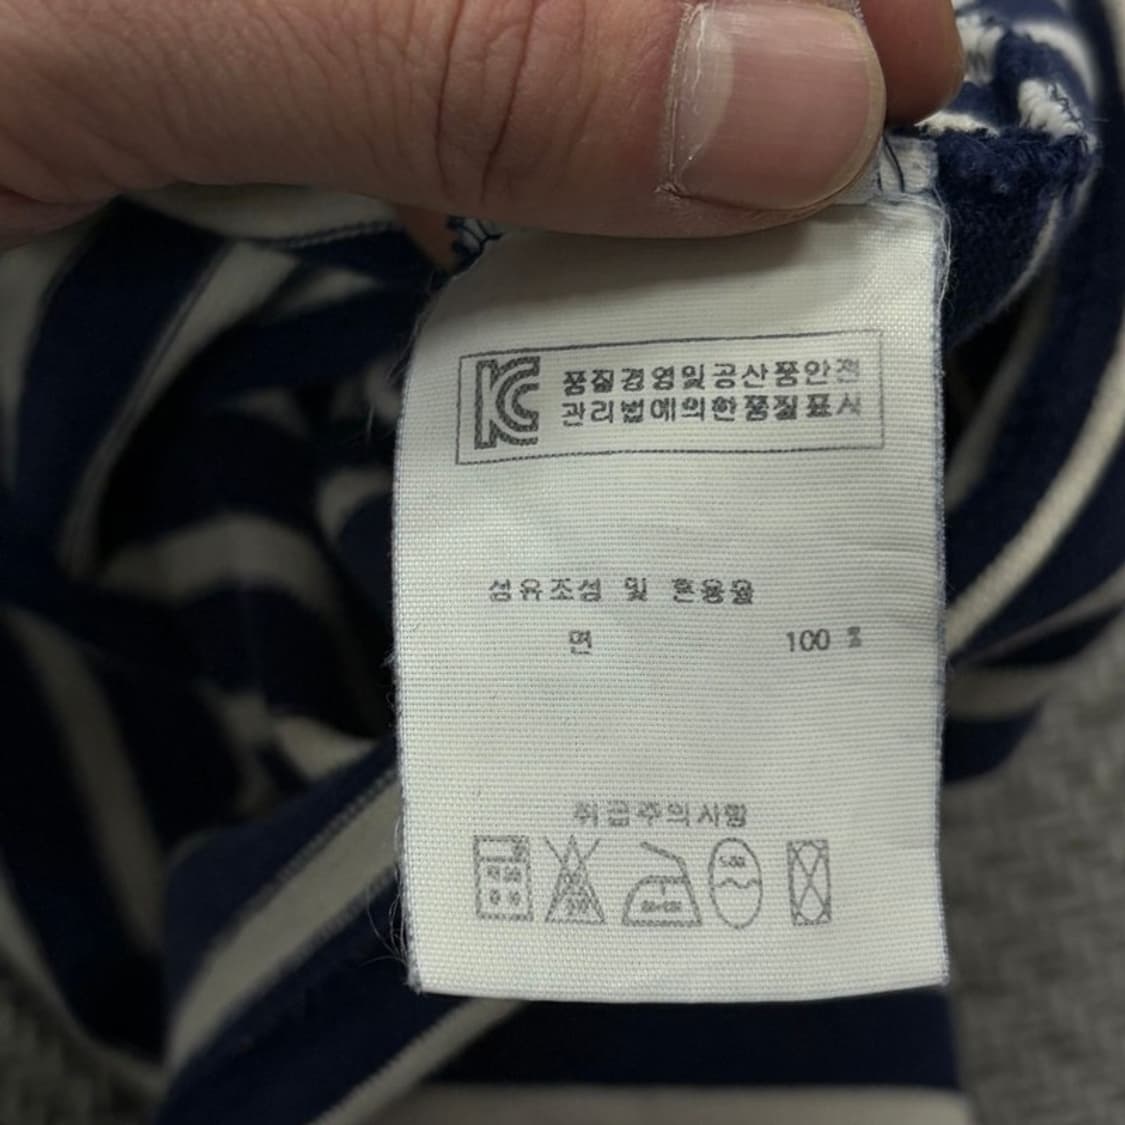 KC
품질경영및공산품안전
관리법에의한품질표시
섬유조성 및 혼용율
면 100 %
취급주의사항